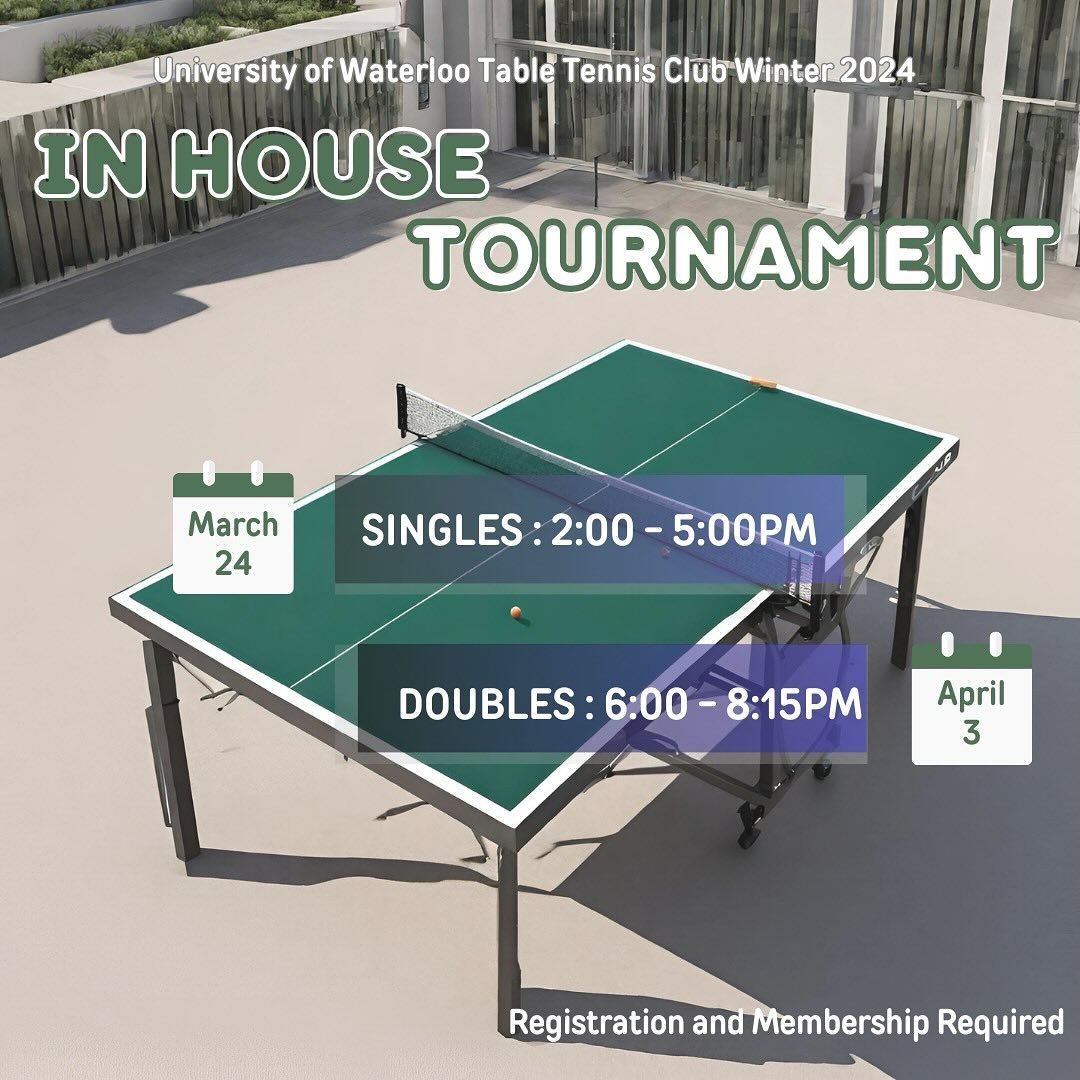 University of Waterloo Table Tennis Club Winter 2024
IN HOUSE
TOURNAMENT
March
24
SINGLES : 2:00 - 5:00PM
DOUBLES : 6:00 - 8:15PM
April
3
Registration and Membership Required